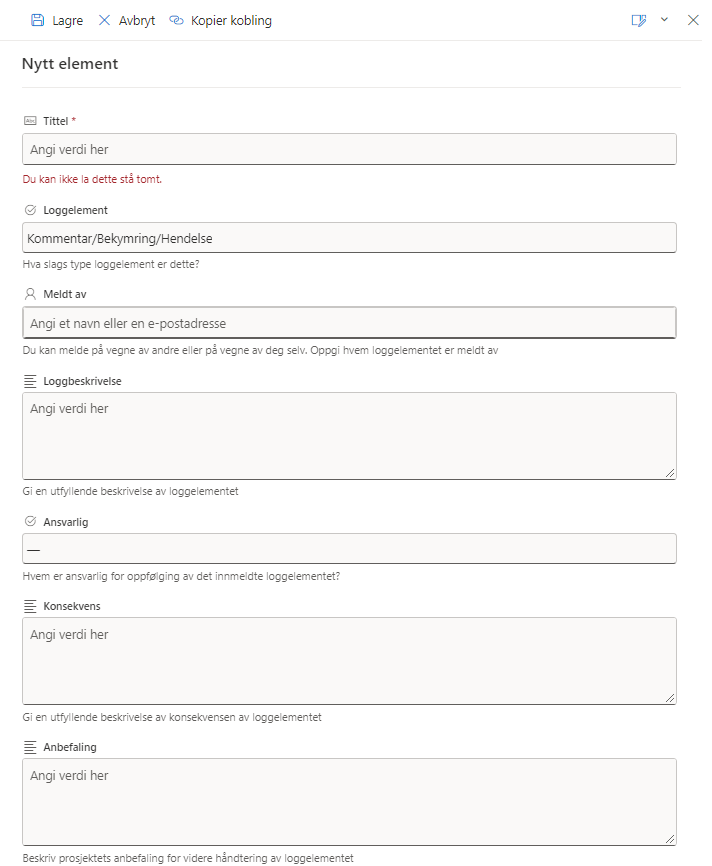 Lagre Avbryt Kopier kobling
Nytt element
Abc Tittel *
Angi verdi her
Du kan ikke la dette stå tomt.
Loggelement
Kommentar/Bekymring/Hendelse
Hva slags type loggelement er dette?
Meldt av
Angi et navn eller en e-postadresse
Du kan melde på vegne av andre eller på vegne av deg selv. Oppgi hvem loggelementet er meldt av
Loggbeskrivelse
Angi verdi her
Gi en utfyllende beskrivelse av loggelementet
Ansvarlig
—
Hvem er ansvarlig for oppfølging av det innmeldte loggelementet?
Konsekvens
Angi verdi her
Gi en utfyllende beskrivelse av konsekvensen av loggelementet
Anbefaling
Angi verdi her
Beskriv prosjektets anbefaling for videre håndtering av loggelementet